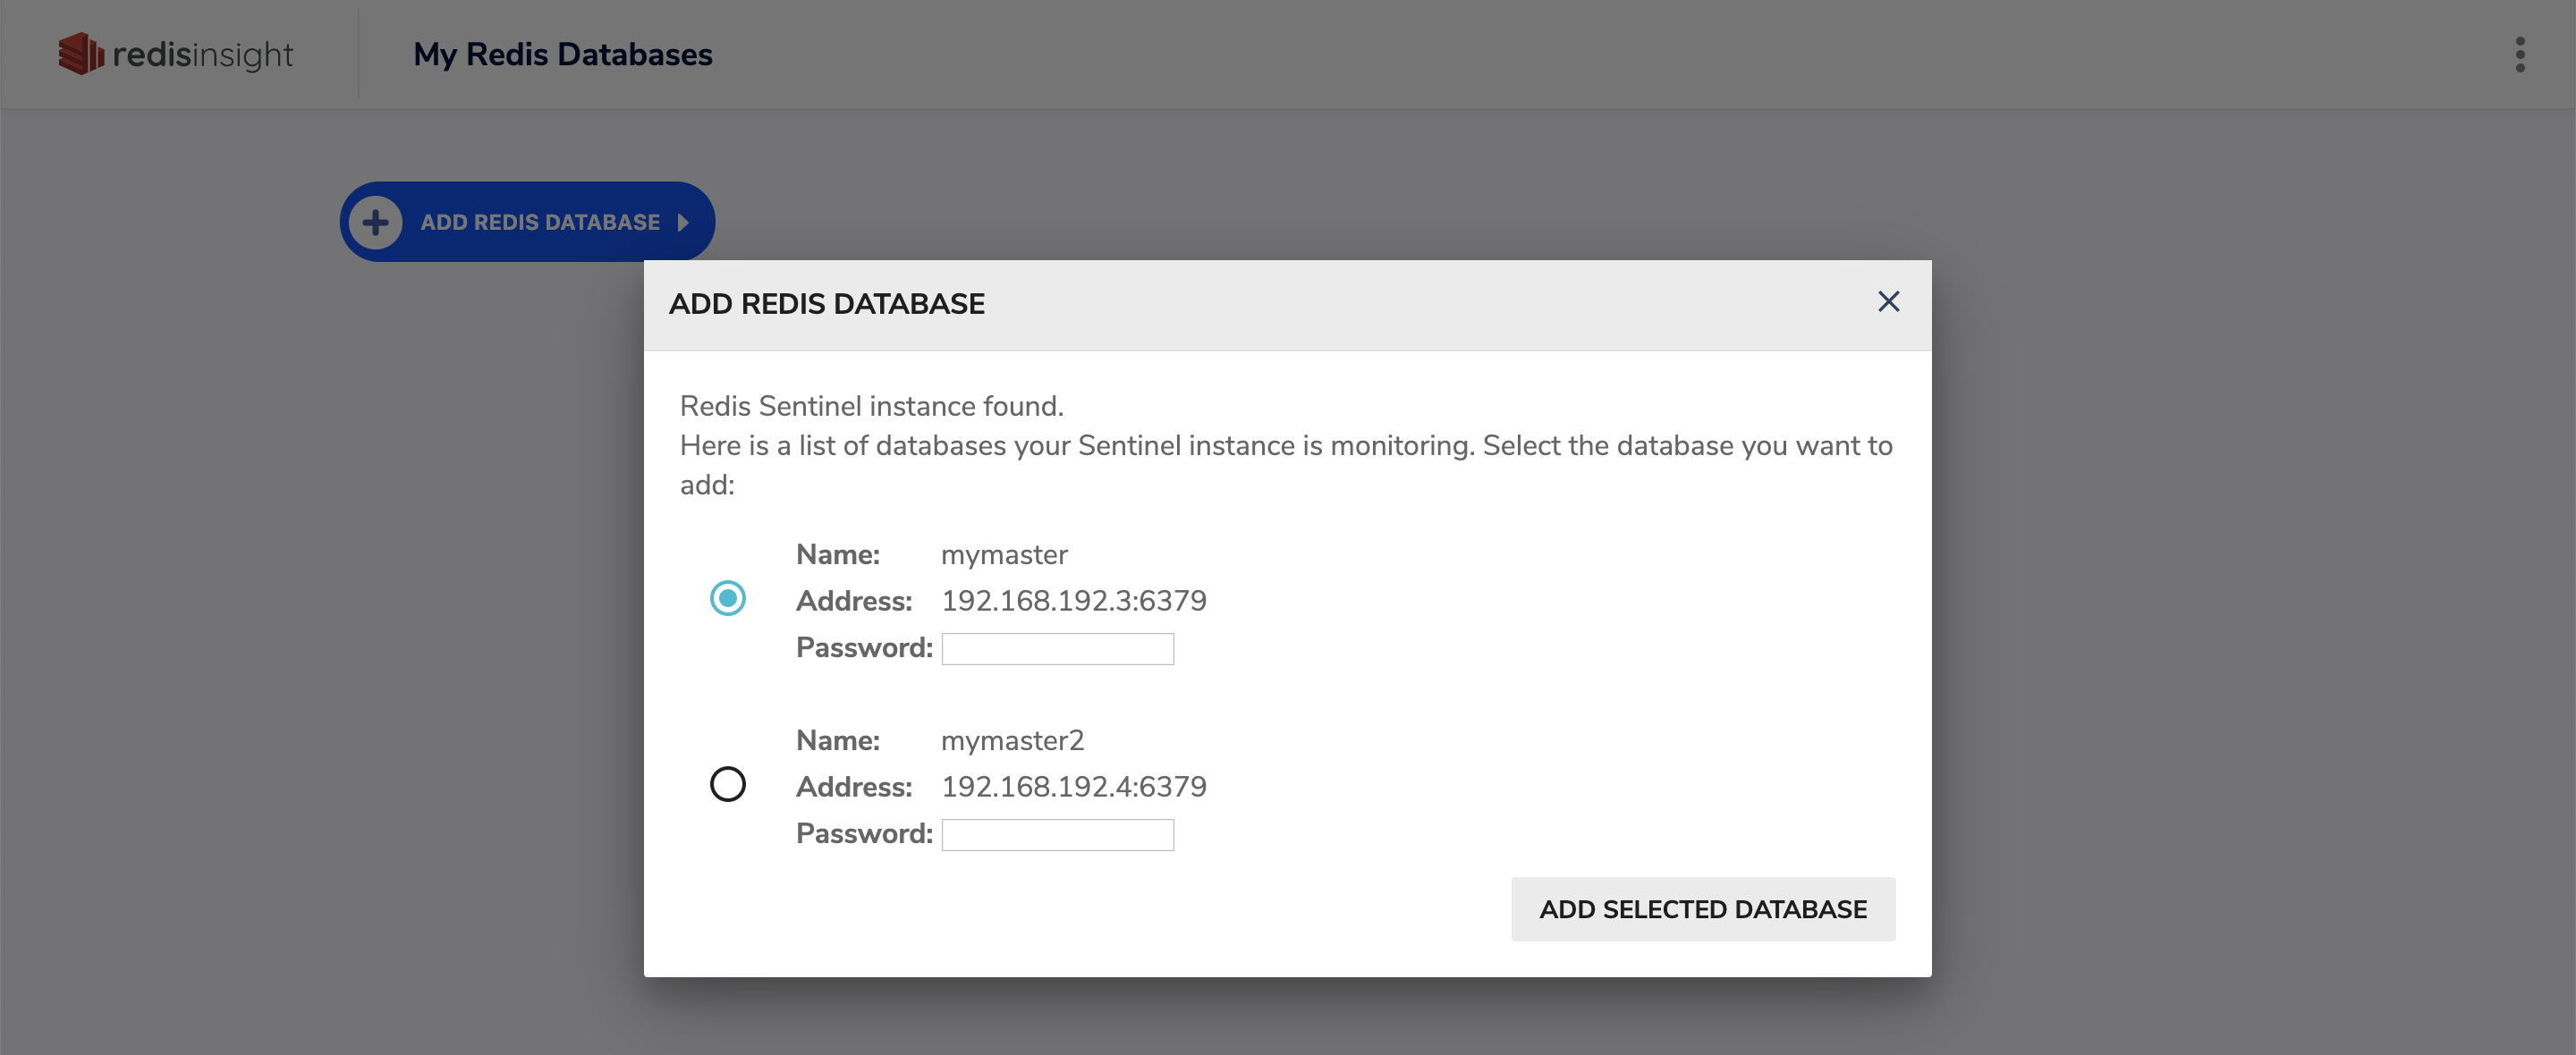 redisinsight
My Redis Databases
ADD REDIS DATABASE
ADD REDIS DATABASE
Redis Sentinel instance found.
Here is a list of databases your Sentinel instance is monitoring. Select the database you want to
add:
Name: mymaster
Address: 192.168.192.3:6379
Password:
Name: mymaster2
Address: 192.168.192.4:6379
Password:
ADD SELECTED DATABASE